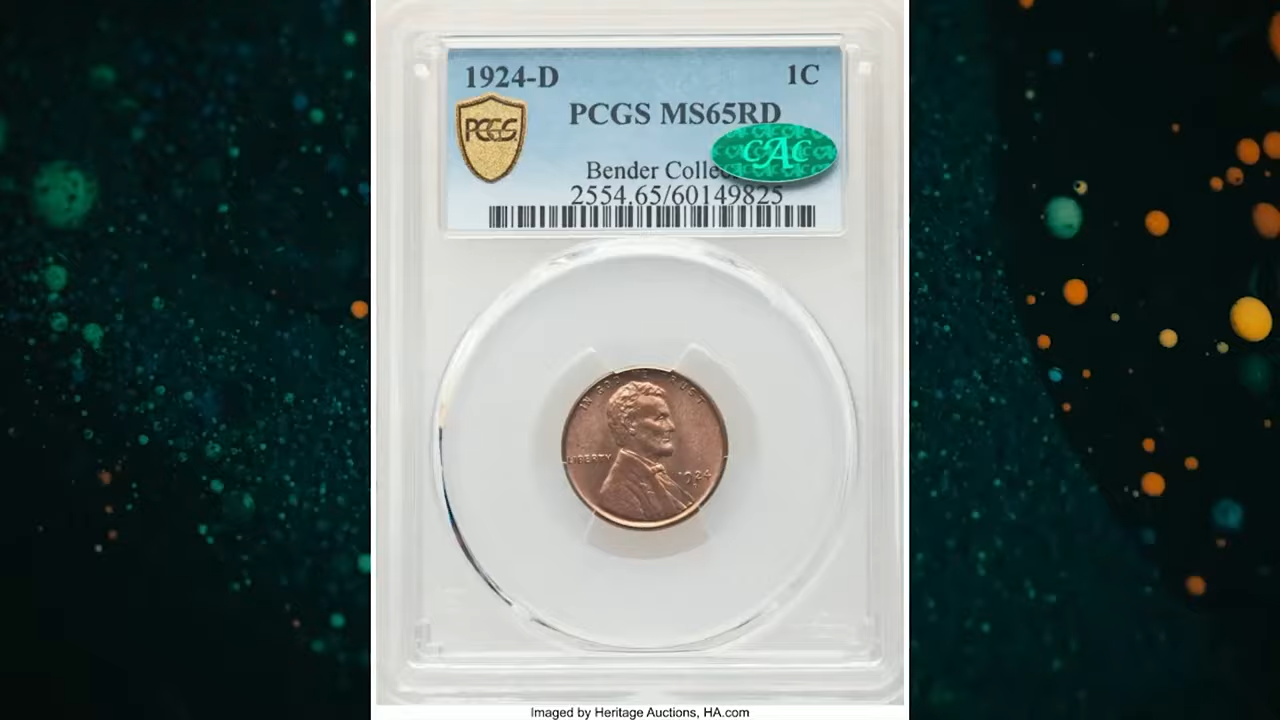 1924-D 1C
PCGS
PCGS MS65RD
CAC
Bender Collec
2554.65/60149825
IN GOD WE TRUST
LIBERTY
1924
D
Imaged by Heritage Auctions, HA.com